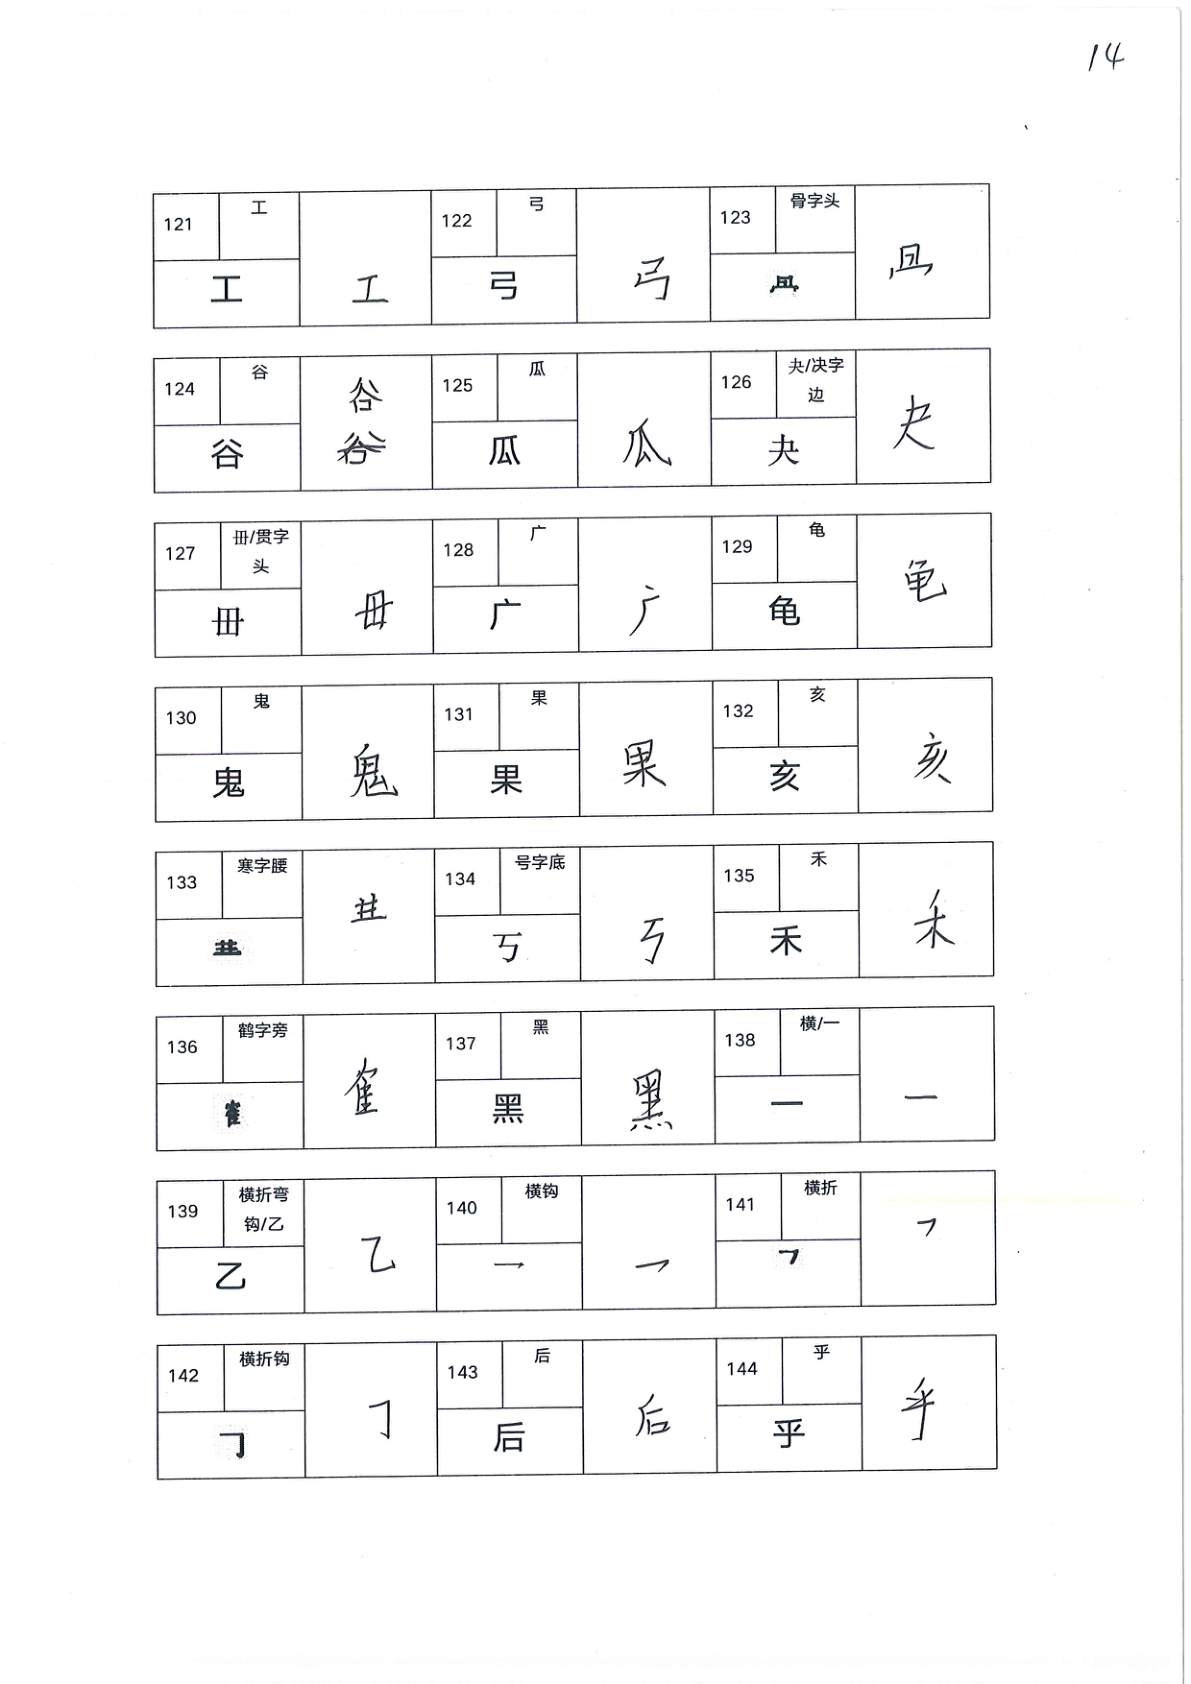 14
121 工 工 工
122 弓 弓 弓
123 骨字头
124 谷 谷 谷
125 瓜 瓜 瓜
126 夬/决字边 夬 夬
127 毌/贯字头 毌 毌
128 广 广 广
129 龟 龟 龟
130 鬼 鬼 鬼
131 果 果 果
132 亥 亥 亥
133 寒字腰
134 号字底 丂 丂
135 禾 禾 禾
136 鹤字旁 隺 隺
137 黑 黑 黑
138 横/一 一 一
139 横折弯钩/乙 乙 乙
140 横钩 乛 乛
141 横折 ㇕ ㇕
142 横折钩 ㇆ ㇆
143 后 后 后
144 乎 乎 乎